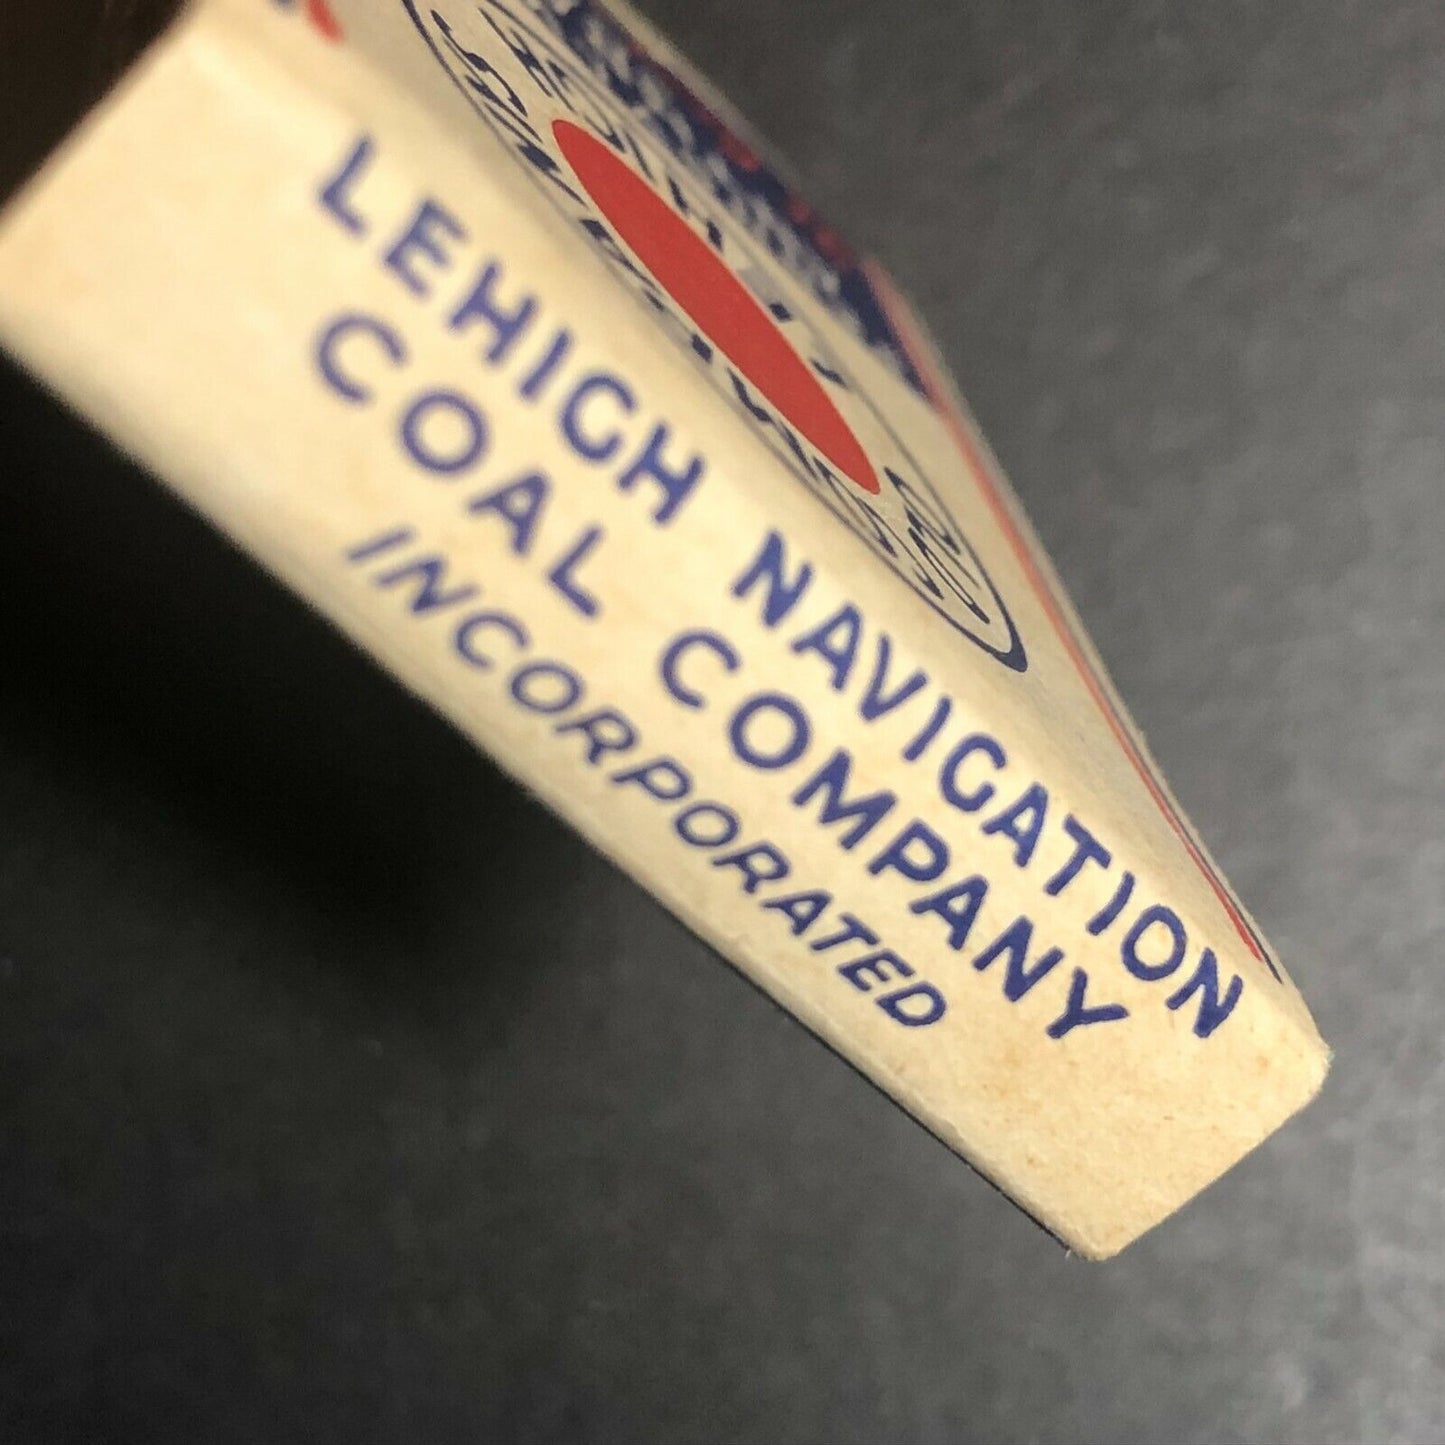 LEHIGH NAVIGATION
COAL COMPANY
INCORPORATED